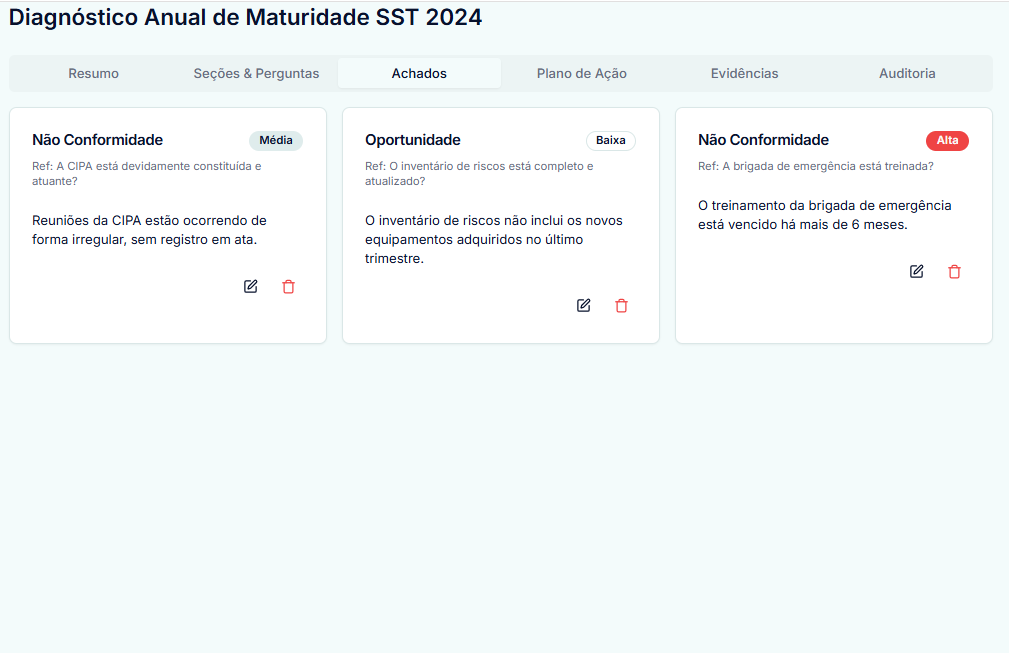 Diagnóstico Anual de Maturidade SST 2024
Resumo
Seções & Perguntas
Achados
Plano de Ação
Evidências
Auditoria
Não Conformidade
Média
Ref: A CIPA está devidamente constituída e
atuante?
Reuniões da CIPA estão ocorrendo de
forma irregular, sem registro em ata.
Oportunidade
Baixa
Ref: O inventário de riscos está completo e
atualizado?
O inventário de riscos não inclui os novos
equipamentos adquiridos no último
trimestre.
Não Conformidade
Alta
Ref: A brigada de emergência está treinada?
O treinamento da brigada de emergência
está vencido há mais de 6 meses.